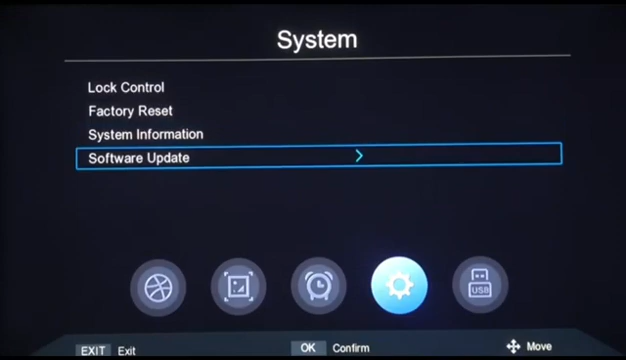 System
Lock Control
Factory Reset
System Information
Software Update
USB
EXIT Exit OK Confirm Move